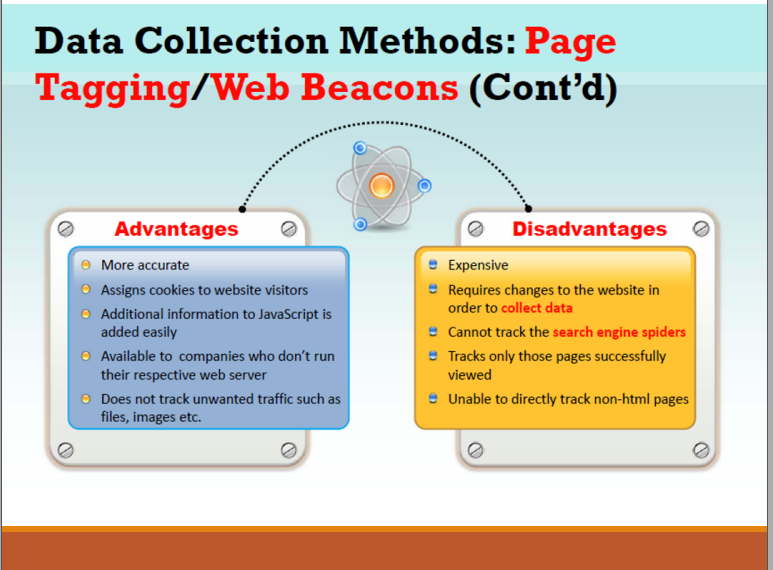 Data Collection Methods: Page
Tagging/Web Beacons (Cont’d)
Advantages
More accurate
Assigns cookies to website visitors
Additional information to JavaScript is
added easily
Available to companies who don’t run
their respective web server
Does not track unwanted traffic such as
files, images etc.
Disadvantages
Expensive
Requires changes to the website in
order to collect data
Cannot track the search engine spiders
Tracks only those pages successfully
viewed
Unable to directly track non-html pages